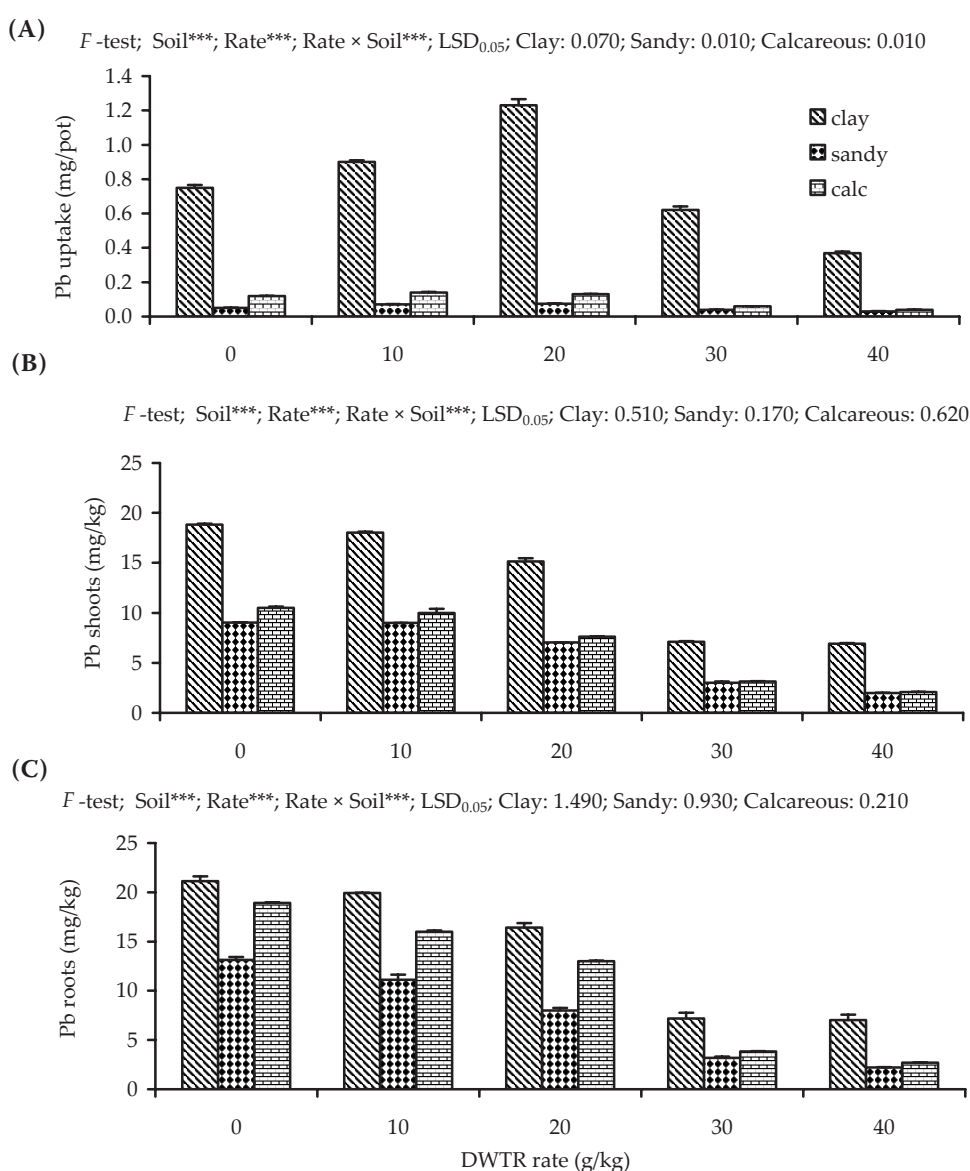 (A)
F -test; Soil***; Rate***; Rate × Soil***; LSD0.05; Clay: 0.070; Sandy: 0.010; Calcareous: 0.010
1.4
1.2
1.0
0.8
0.6
0.4
0.2
0.0
Pb uptake (mg/pot)
clay
sandy
calc
0 10 20 30 40
(B)
F -test; Soil***; Rate***; Rate × Soil***; LSD0.05; Clay: 0.510; Sandy: 0.170; Calcareous: 0.620
25
20
15
10
5
0
Pb shoots (mg/kg)
0 10 20 30 40
(C)
F -test; Soil***; Rate***; Rate × Soil***; LSD0.05; Clay: 1.490; Sandy: 0.930; Calcareous: 0.210
25
20
15
10
5
0
Pb roots (mg/kg)
0 10 20 30 40
DWTR rate (g/kg)